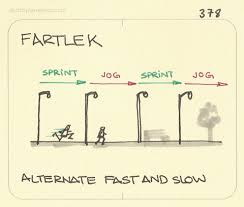 378
FARTLEK
SPRINT JOG SPRINT JOG
ALTERNATE FAST AND SLOW